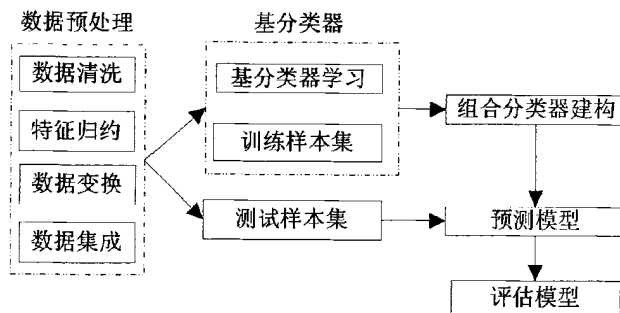 数据预处理
数据清洗
特征归约
数据变换
数据集成
基分类器
基分类器学习
训练样本集
测试样本集
组合分类器建构
预测模型
评估模型